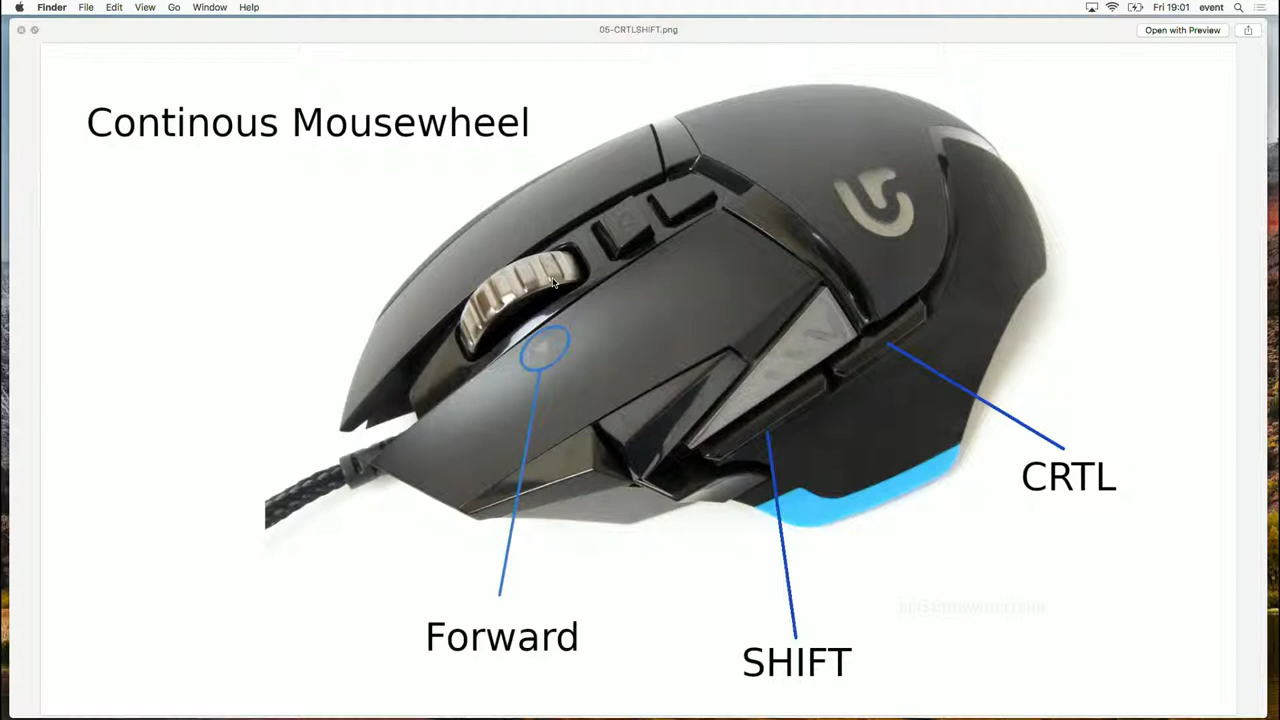 Finder File Edit View Go Window Help Fri 19:01 event
05-CRTLSHIFT.png
Open with Preview
Continous Mousewheel
CRTL
Forward
SHIFT